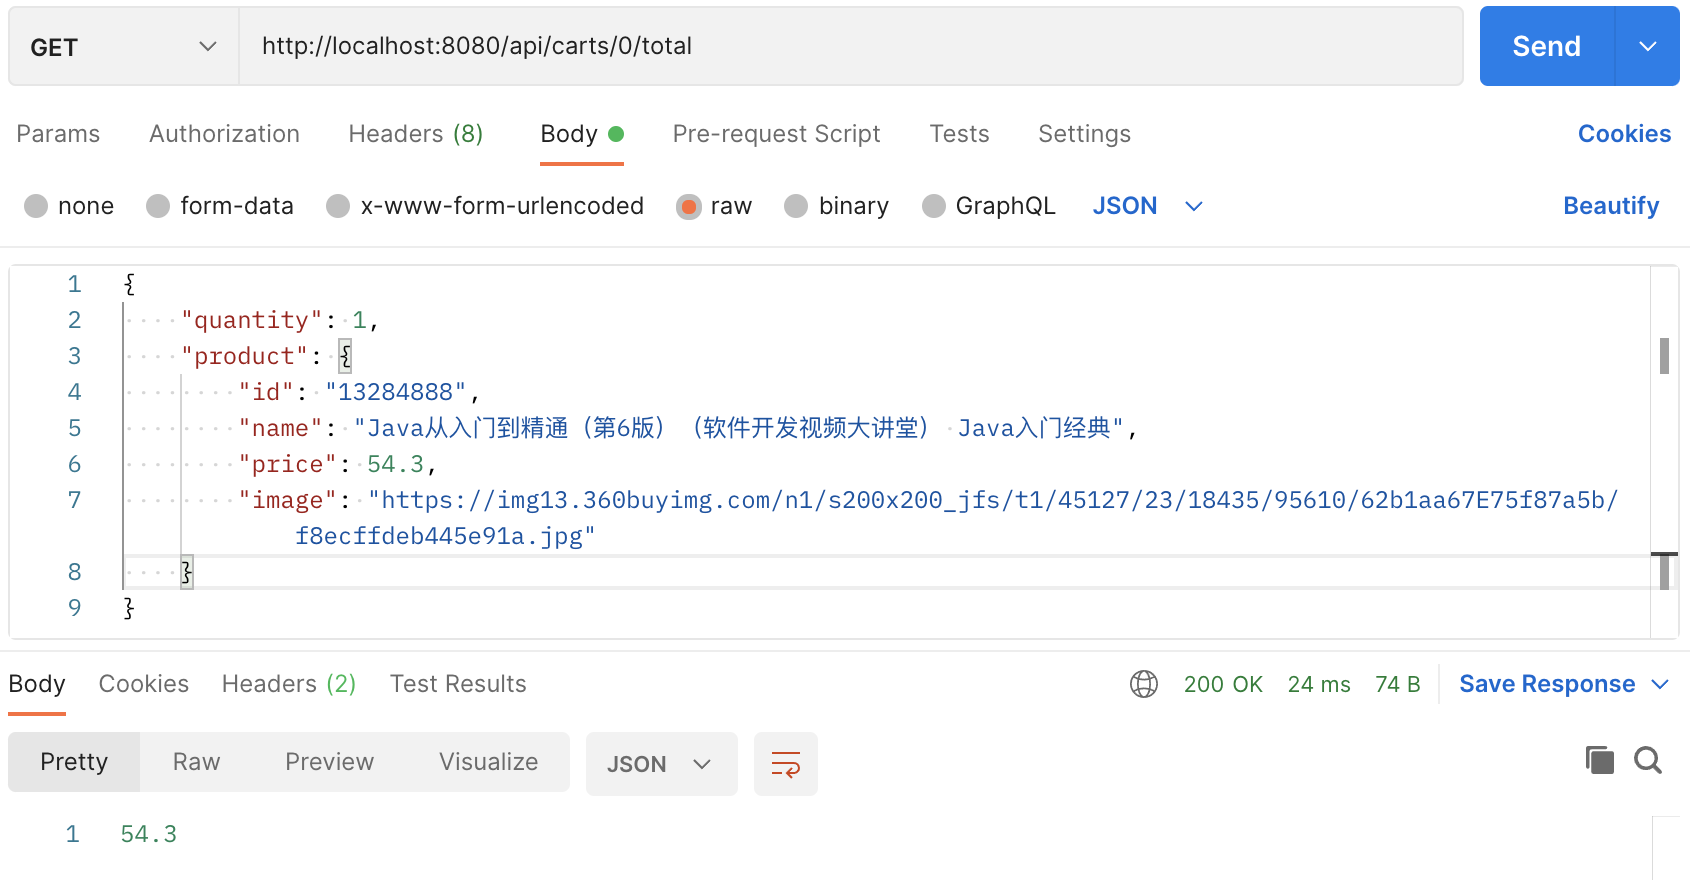 GET http://localhost:8080/api/carts/0/total Send
Params Authorization Headers (8) Body Pre-request Script Tests Settings Cookies
none form-data x-www-form-urlencoded raw binary GraphQL JSON Beautify
1 {
2 "quantity": 1,
3 "product": {
4 "id": "13284888",
5 "name": "Java从入门到精通（第6版）（软件开发视频大讲堂） Java入门经典",
6 "price": 54.3,
7 "image": "https://img13.360buyimg.com/n1/s200x200_jfs/t1/45127/23/18435/95610/62b1aa67E75f87a5b/
f8ecffdeb445e91a.jpg"
8 }
9 }
Body Cookies Headers (2) Test Results 200 OK 24 ms 74 B Save Response
Pretty Raw Preview Visualize JSON
1 54.3